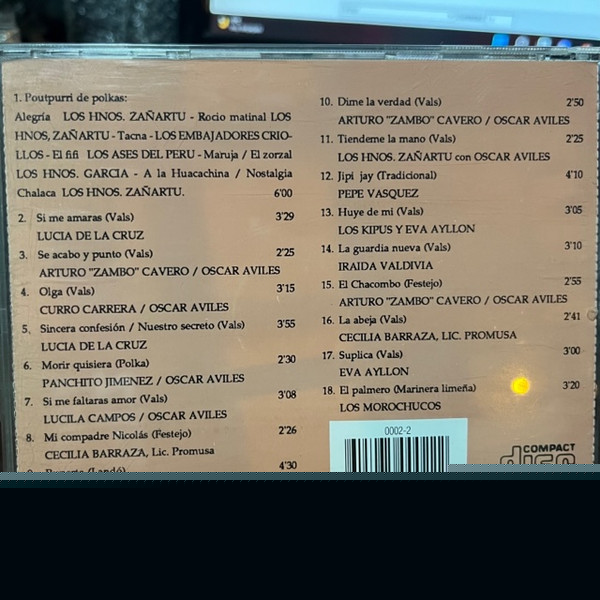 1. Poutpurri de polkas:
Alegría LOS HNOS. ZAÑARTU - Rocio matinal LOS
HNOS, ZAÑARTU - Tacna - LOS EMBAJADORES CRIO-
LLOS - El fifi LOS ASES DEL PERU - Maruja / El zorzal
LOS HNOS. GARCIA - A la Huacachina / Nostalgia
Chalaca LOS HNOS. ZAÑARTU. 6'00
2. Si me amaras (Vals) 3'29
LUCIA DE LA CRUZ
3. Se acabo y punto (Vals) 2'25
ARTURO "ZAMBO" CAVERO / OSCAR AVILES
4. Olga (Vals) 3'15
CURRO CARRERA / OSCAR AVILES
5. Sincera confesión / Nuestro secreto (Vals) 3'55
LUCIA DE LA CRUZ
6. Morir quisiera (Polka) 2'30
PANCHITO JIMENEZ / OSCAR AVILES
7. Si me faltaras amor (Vals) 3'08
LUCILA CAMPOS / OSCAR AVILES
8. Mi compadre Nicolás (Festejo) 2'26
CECILIA BARRAZA, Lic. Promusa
(Landó) 4'30
10. Dime la verdad (Vals) 2'50
ARTURO "ZAMBO" CAVERO / OSCAR AVILES
11. Tiendeme la mano (Vals) 2'25
LOS HNOS. ZAÑARTU con OSCAR AVILES
12. Jipi jay (Tradicional) 4'10
PEPE VASQUEZ
13. Huye de mi (Vals) 3'05
LOS KIPUS Y EVA AYLLON
14. La guardia nueva (Vals) 3'10
IRAIDA VALDIVIA
15. El Chacombo (Festejo) 2'55
ARTURO "ZAMBO" CAVERO / OSCAR AVILES
16. La abeja (Vals) 2'41
CECILIA BARRAZA, LIC. PROMUSA
17. Suplica (Vals) 3'00
EVA AYLLON
18. El palmero (Marinera limeña) 3'20
LOS MOROCHUCOS
0002-2
COMPACT
disc